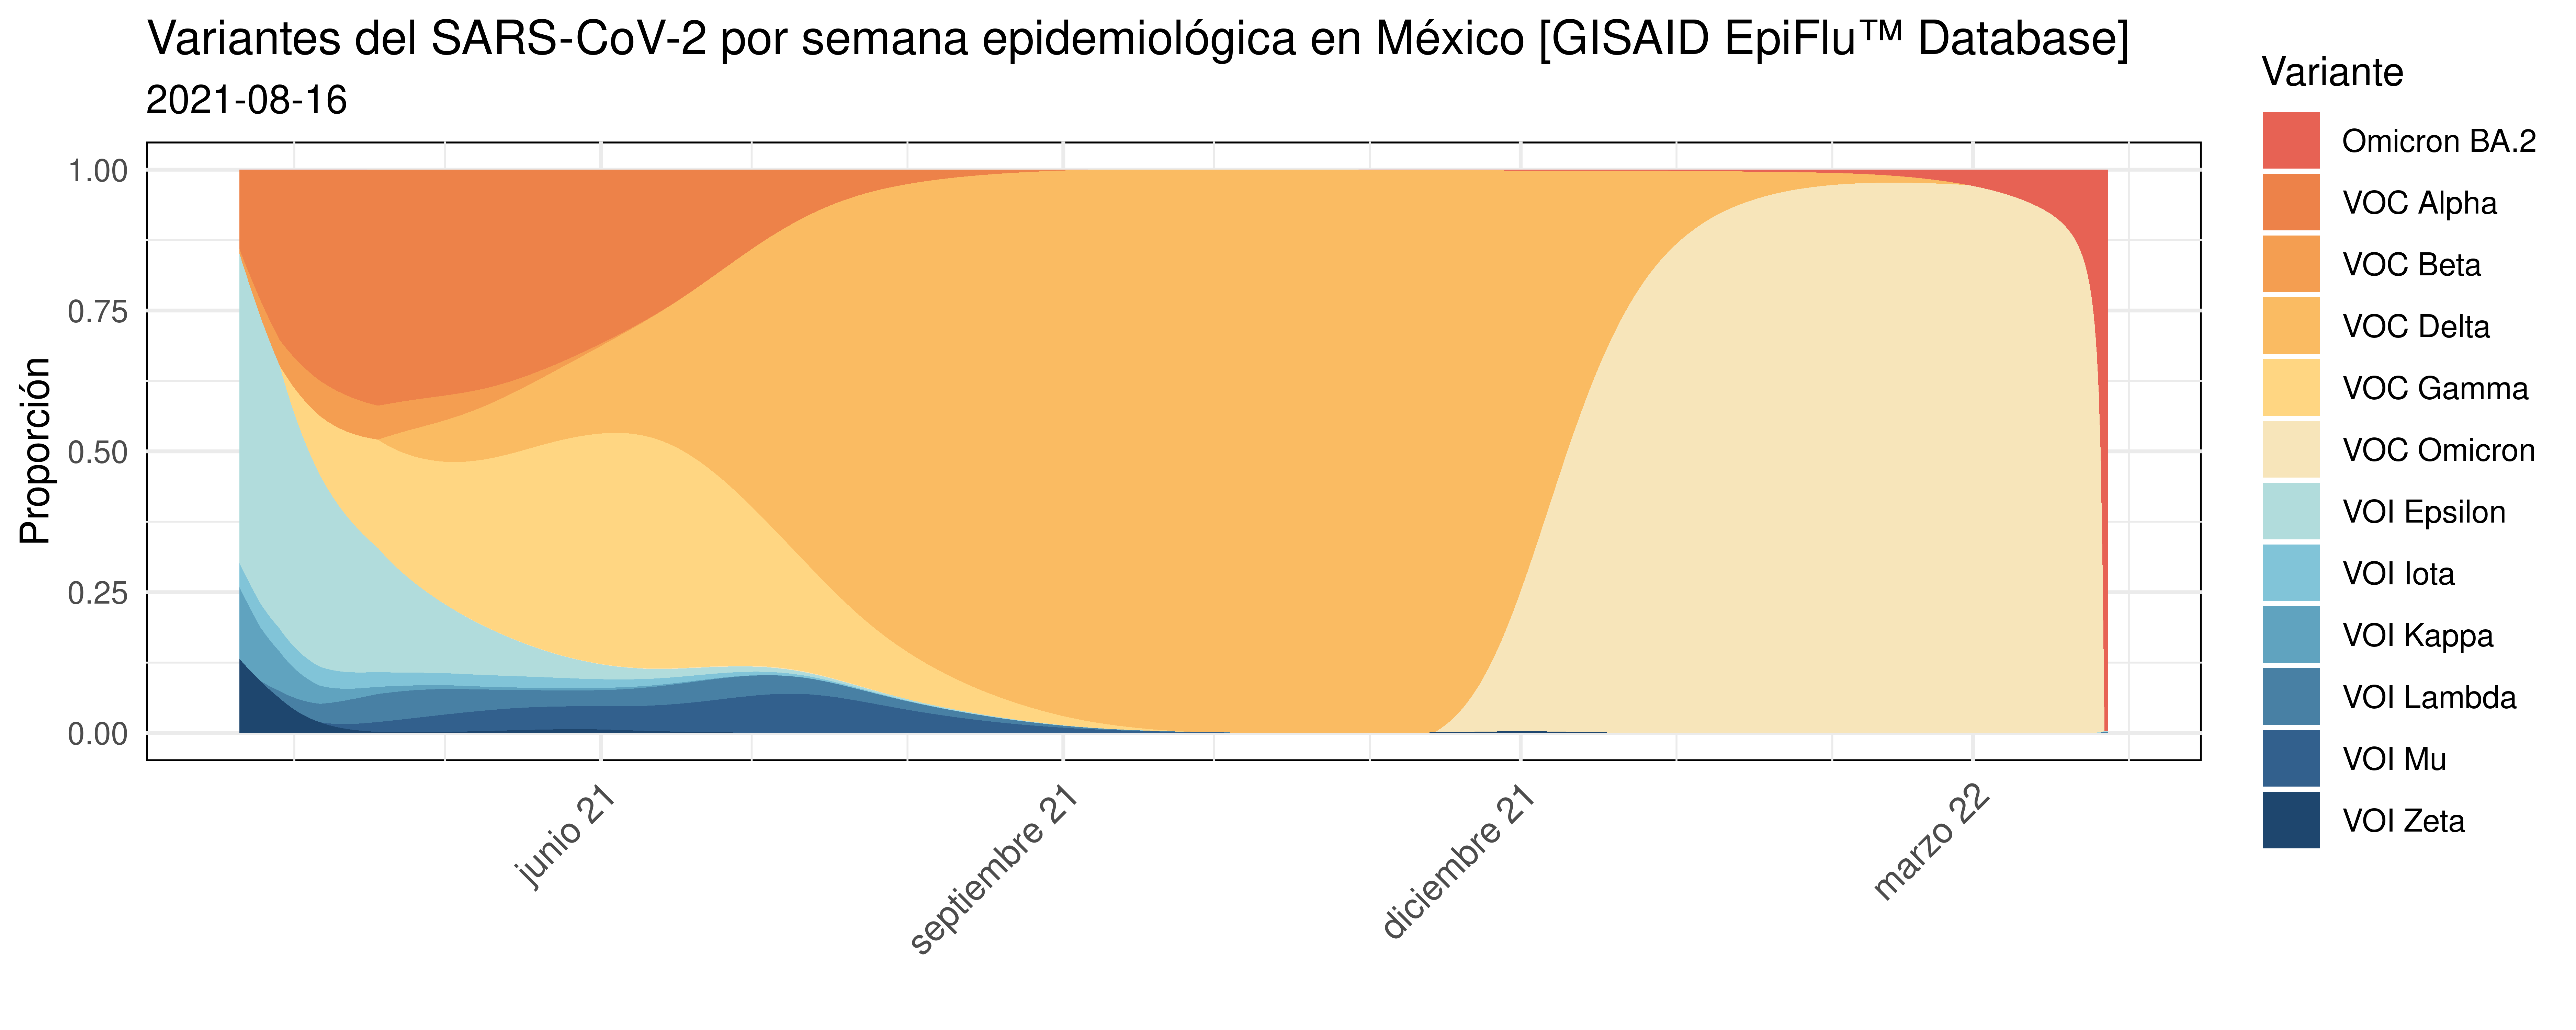 Variantes del SARS-CoV-2 por semana epidemiológica en México [GISAID EpiFlu™ Database]
2021-08-16
Proporción
1.00
0.75
0.50
0.25
0.00
junio 21
septiembre 21
diciembre 21
marzo 22
Variante
Omicron BA.2
VOC Alpha
VOC Beta
VOC Delta
VOC Gamma
VOC Omicron
VOI Epsilon
VOI Iota
VOI Kappa
VOI Lambda
VOI Mu
VOI Zeta